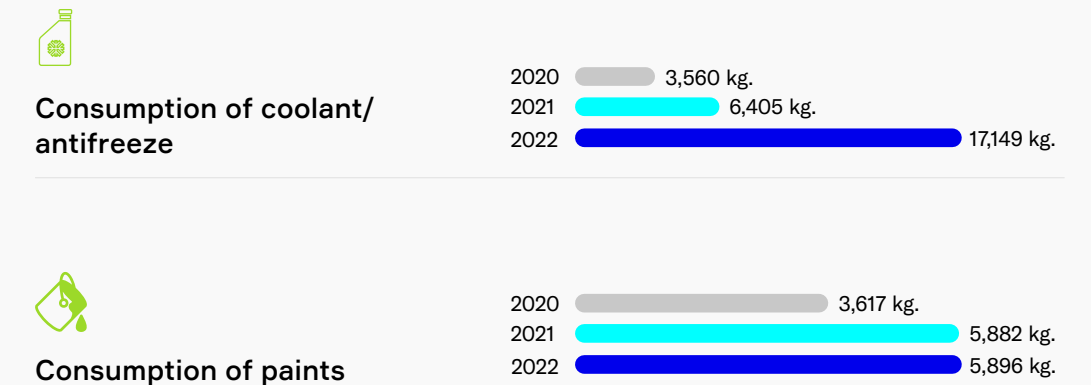 Consumption of coolant/
antifreeze
2020 3,560 kg.
2021 6,405 kg.
2022 17,149 kg.
Consumption of paints
2020 3,617 kg.
2021 5,882 kg.
2022 5,896 kg.